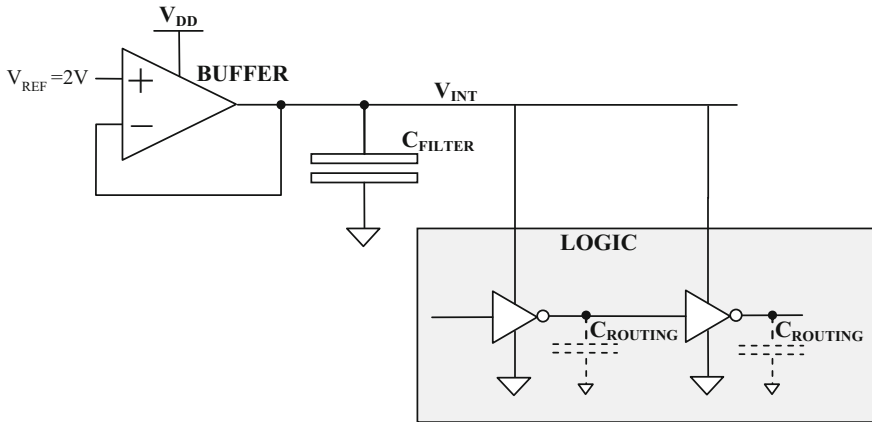 V_DD
BUFFER
V_REF =2V
+
−
V_INT
C_FILTER
LOGIC
C_ROUTING
C_ROUTING